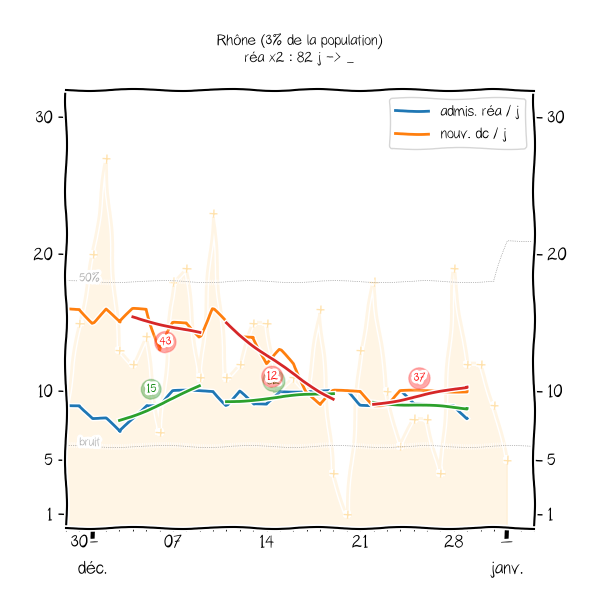 Rhône (3% de la population)
réa x2 : 82 j -> _
admis. réa / j
nouv. dc / j
30 30
20 20
50%
43
12
37
15
10 10
bruit
5 5
1 1
30 07 14 21 28
déc. janv.